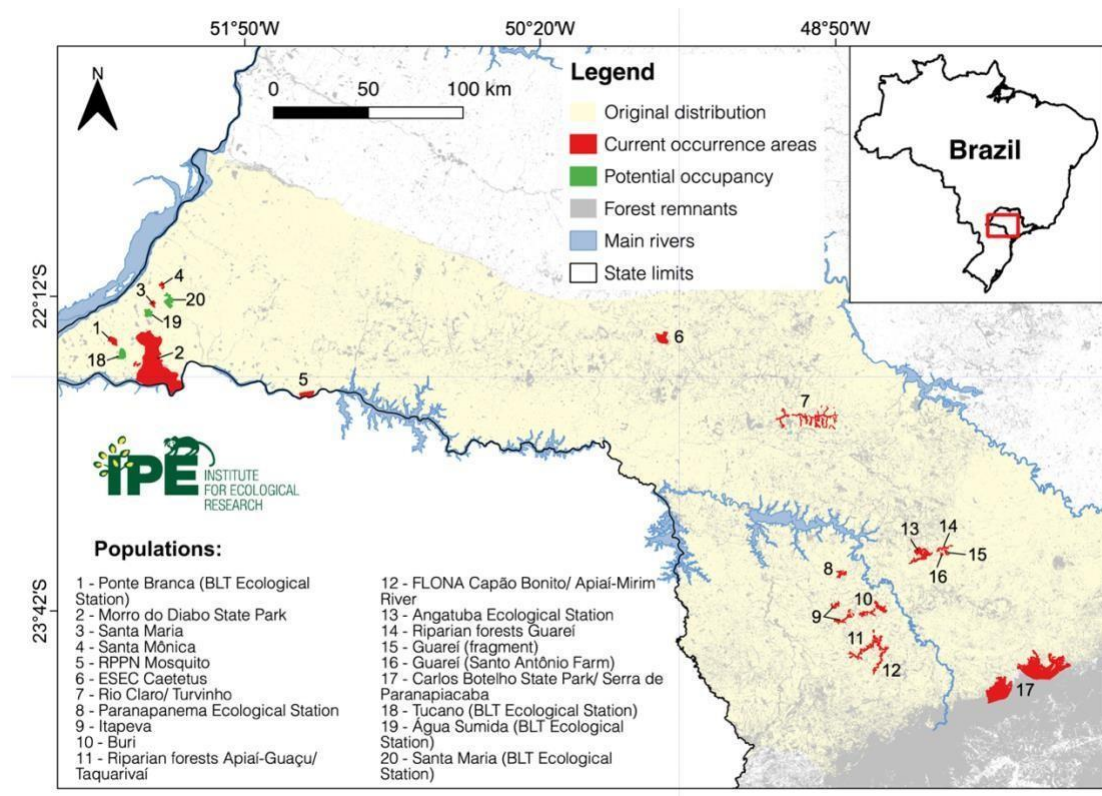 51°50'W
50°20'W
48°50'W
N
0 50 100 km
Legend
Original distribution
Current occurrence areas
Potential occupancy
Forest remnants
Main rivers
State limits
Brazil
22°12'S
23°42'S
4
3
20
19
1
18
2
5
6
7
13
14
15
16
8
9
10
11
12
17
IPE
INSTITUTE
FOR ECOLOGICAL
RESEARCH
Populations:
1 - Ponte Branca (BLT Ecological
Station)
2 - Morro do Diabo State Park
3 - Santa Maria
4 - Santa Mônica
5 - RPPN Mosquito
6 - ESEC Caetetus
7 - Rio Claro/ Turvinho
8 - Paranapanema Ecological Station
9 - Itapeva
10 - Buri
11 - Riparian forests Apiaí-Guaçu/
Taquarivaí
12 - FLONA Capão Bonito/ Apiaí-Mirim
River
13 - Angatuba Ecological Station
14 - Riparian forests Guareí
15 - Guareí (fragment)
16 - Guareí (Santo Antônio Farm)
17 - Carlos Botelho State Park/ Serra de
Paranapiacaba
18 - Tucano (BLT Ecological Station)
19 - Água Sumida (BLT Ecological
Station)
20 - Santa Maria (BLT Ecological
Station)